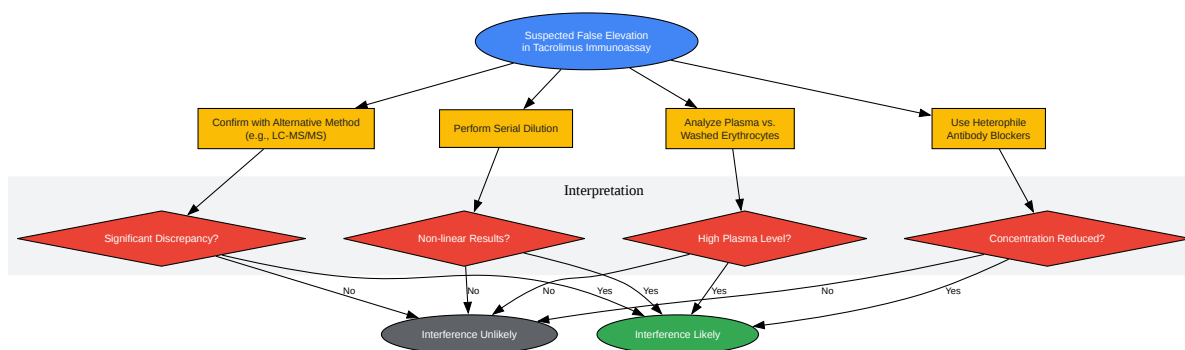 Suspected False Elevation
in Tacrolimus Immunoassay
Confirm with Alternative Method
(e.g., LC-MS/MS)
Perform Serial Dilution
Analyze Plasma vs.
Washed Erythrocytes
Use Heterophile
Antibody Blockers
Interpretation
Significant Discrepancy?
Non-linear Results?
High Plasma Level?
Concentration Reduced?
No
No
No
Yes
Yes
Yes
No
Yes
Interference Unlikely
Interference Likely